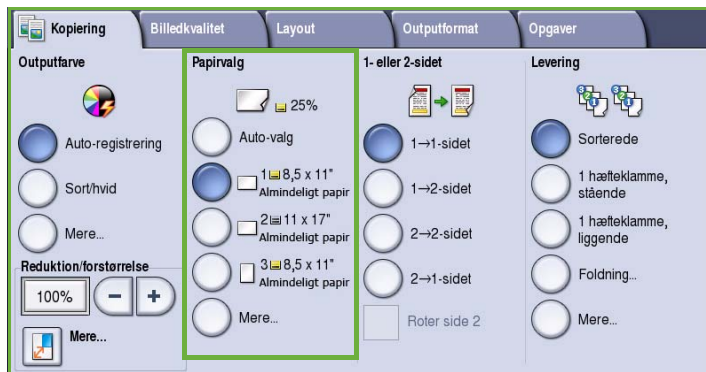 Kopiering
Billedkvalitet
Layout
Outputformat
Opgaver
Outputfarve
Auto-registrering
Sort/hvid
Mere...
Reduktion/forstørrelse
100%
Mere...
Papirvalg
25%
Auto-valg
1 8,5 x 11"
Almindeligt papir
2 11 x 17"
Almindeligt papir
3 8,5 x 11"
Almindeligt papir
Mere...
1- eller 2-sidet
1→1-sidet
1→2-sidet
2→2-sidet
2→1-sidet
Roter side 2
Levering
Sorterede
1 hæfteklamme,
stående
1 hæfteklamme,
liggende
Foldning...
Mere...